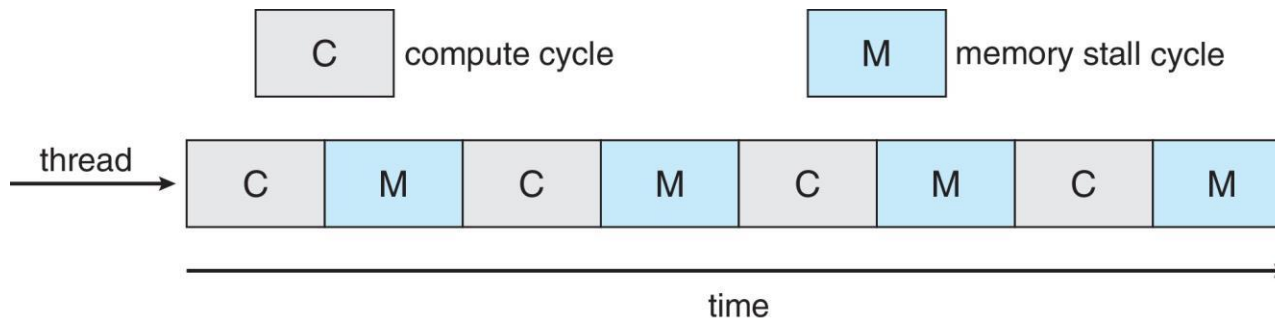 C compute cycle M memory stall cycle
thread
C M C M C M C M
time